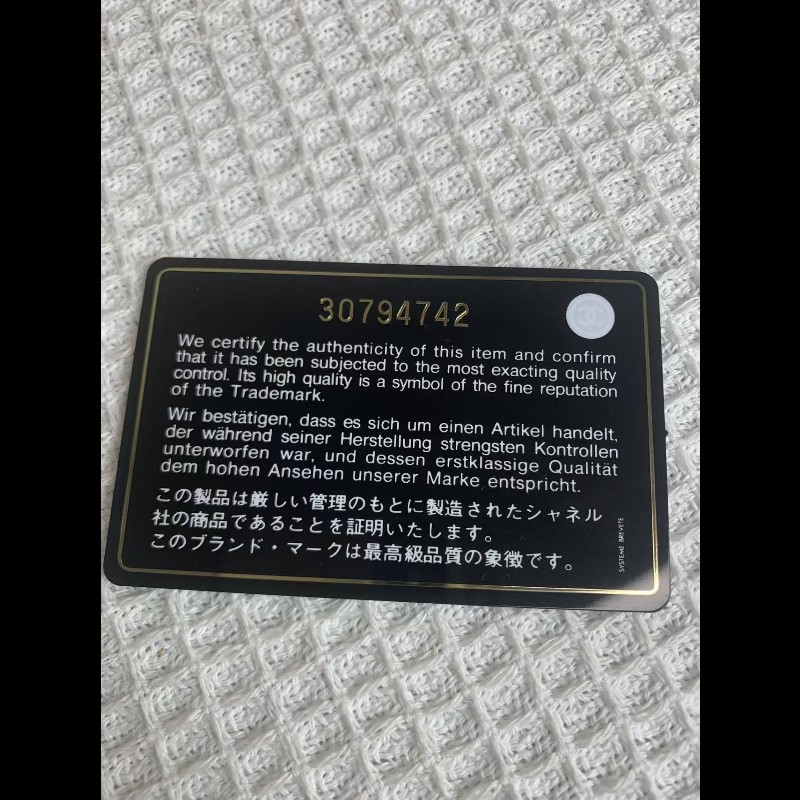 30794742
We certify the authenticity of this item and confirm
that it has been subjected to the most exacting quality
control. Its high quality is a symbol of the fine reputation
of the Trademark.
Wir bestätigen, dass es sich um einen Artikel handelt,
der während seiner Herstellung strengsten Kontrollen
unterworfen war, und dessen erstklassige Qualität
dem hohen Ansehen unserer Marke entspricht.
この製品は厳しい管理のもとに製造されたシャネル
社の商品であることを証明いたします。
このブランド・マークは最高級品質の象徴です。
SYSTEME BREVETE